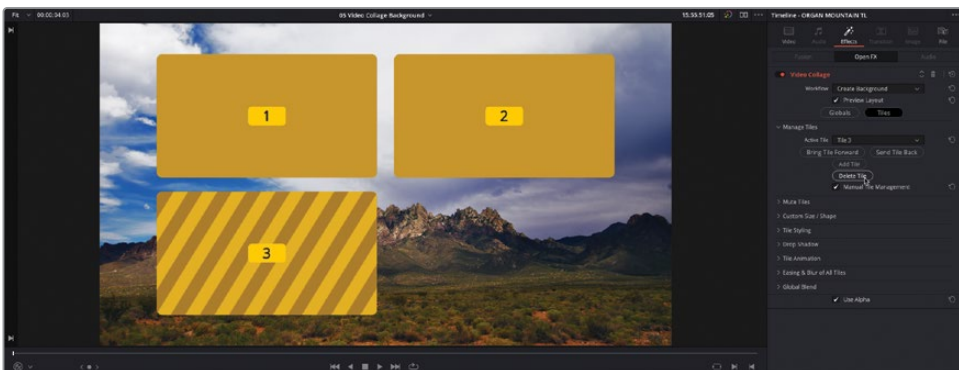 Fit 00:00:04:03 05 Video Collage Background 15:55:51:05 Timeline - ORGAN MOUNTAIN TL
Video Audio Effects Transition Image File
Fusion Open FX Audio
Video Collage
Workflow Create Background
Preview Layout
Globals Tiles
Manage Tiles
Active Tile Tile 3
Bring Tile Forward Send Tile Back
Add Tile
Delete Tile
Manual Tile Management
Mute Tiles
Custom Size / Shape
Tile Styling
Drop Shadow
Tile Animation
Easing & Blur of All Tiles
Global Blend
Use Alpha
1 2
3